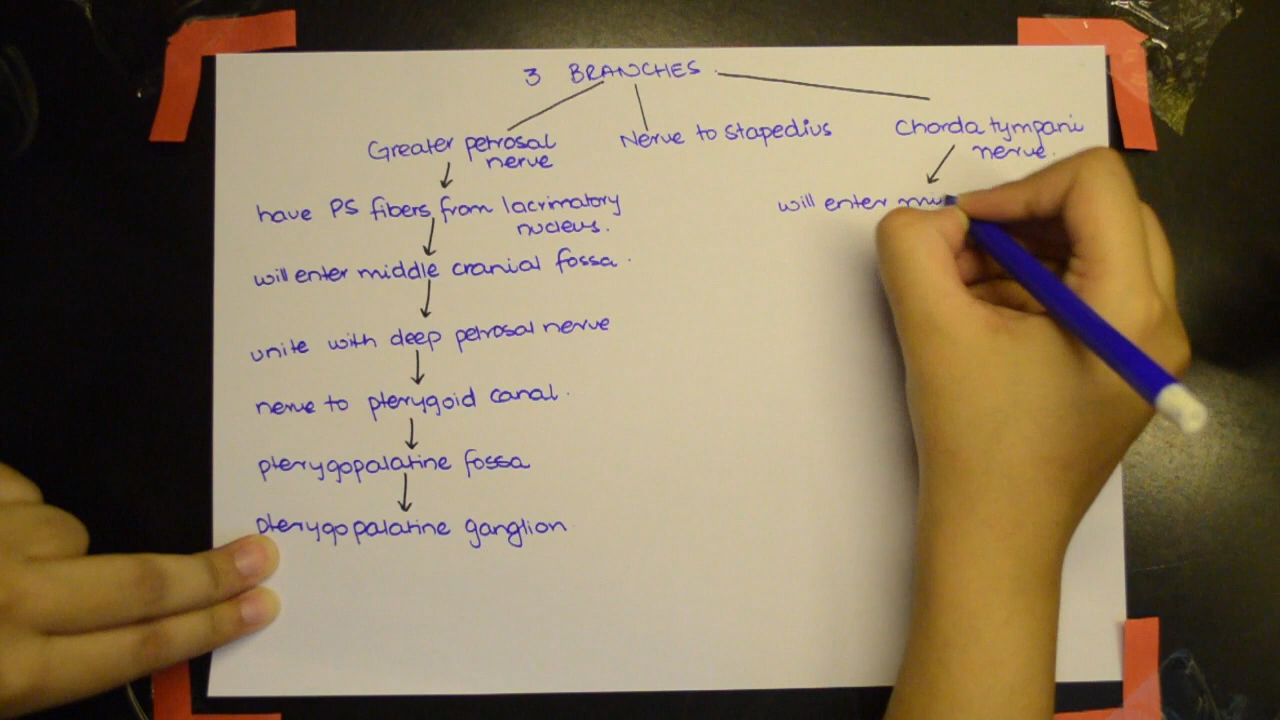 3 BRANCHES
Greater petrosal
nerve
Nerve to stapedius
Chorda tympani
nerve.
have PS fibers from lacrimatory
nucleus.
will enter middle cranial fossa.
unite with deep petrosal nerve
nerve to pterygoid canal.
pterygopalatine fossa
pterygopalatine ganglion
will enter mi